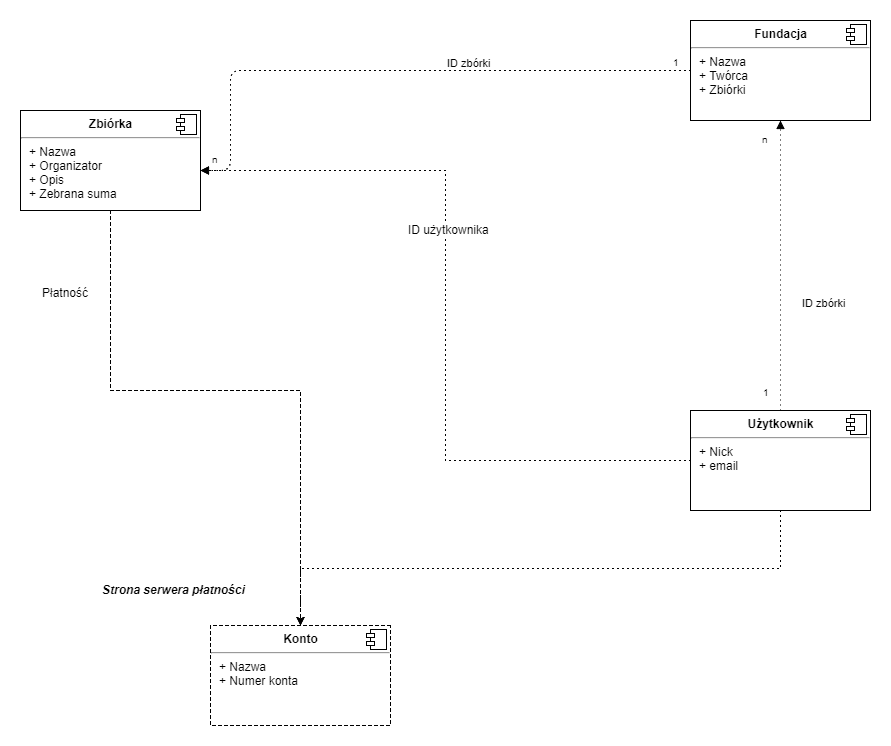 Fundacja
+ Nazwa
+ Twórca
+ Zbiórki
ID zbórki
1
Zbiórka
+ Nazwa
+ Organizator
+ Opis
+ Zebrana suma
n
n
ID użytkownika
Płatność
ID zbórki
1
Użytkownik
+ Nick
+ email
Strona serwera płatności
Konto
+ Nazwa
+ Numer konta